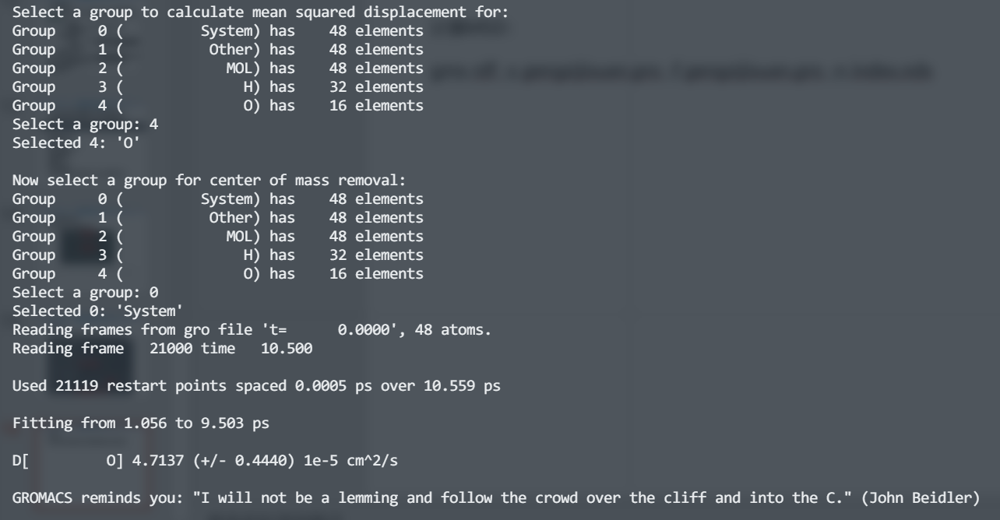 Select a group to calculate mean squared displacement for:
Group     0 (         System) has    48 elements
Group     1 (          Other) has    48 elements
Group     2 (            MOL) has    48 elements
Group     3 (              H) has    32 elements
Group     4 (              O) has    16 elements
Select a group: 4
Selected 4: 'O'
Now select a group for center of mass removal:
Group     0 (         System) has    48 elements
Group     1 (          Other) has    48 elements
Group     2 (            MOL) has    48 elements
Group     3 (              H) has    32 elements
Group     4 (              O) has    16 elements
Select a group: 0
Selected 0: 'System'
Reading frames from gro file 't=      0.0000', 48 atoms.
Reading frame   21000 time   10.500
Used 21119 restart points spaced 0.0005 ps over 10.559 ps
Fitting from 1.056 to 9.503 ps
D[         O] 4.7137 (+/- 0.4440) 1e-5 cm^2/s
GROMACS reminds you: "I will not be a lemming and follow the crowd over the cliff and into the C." (John Beidler)